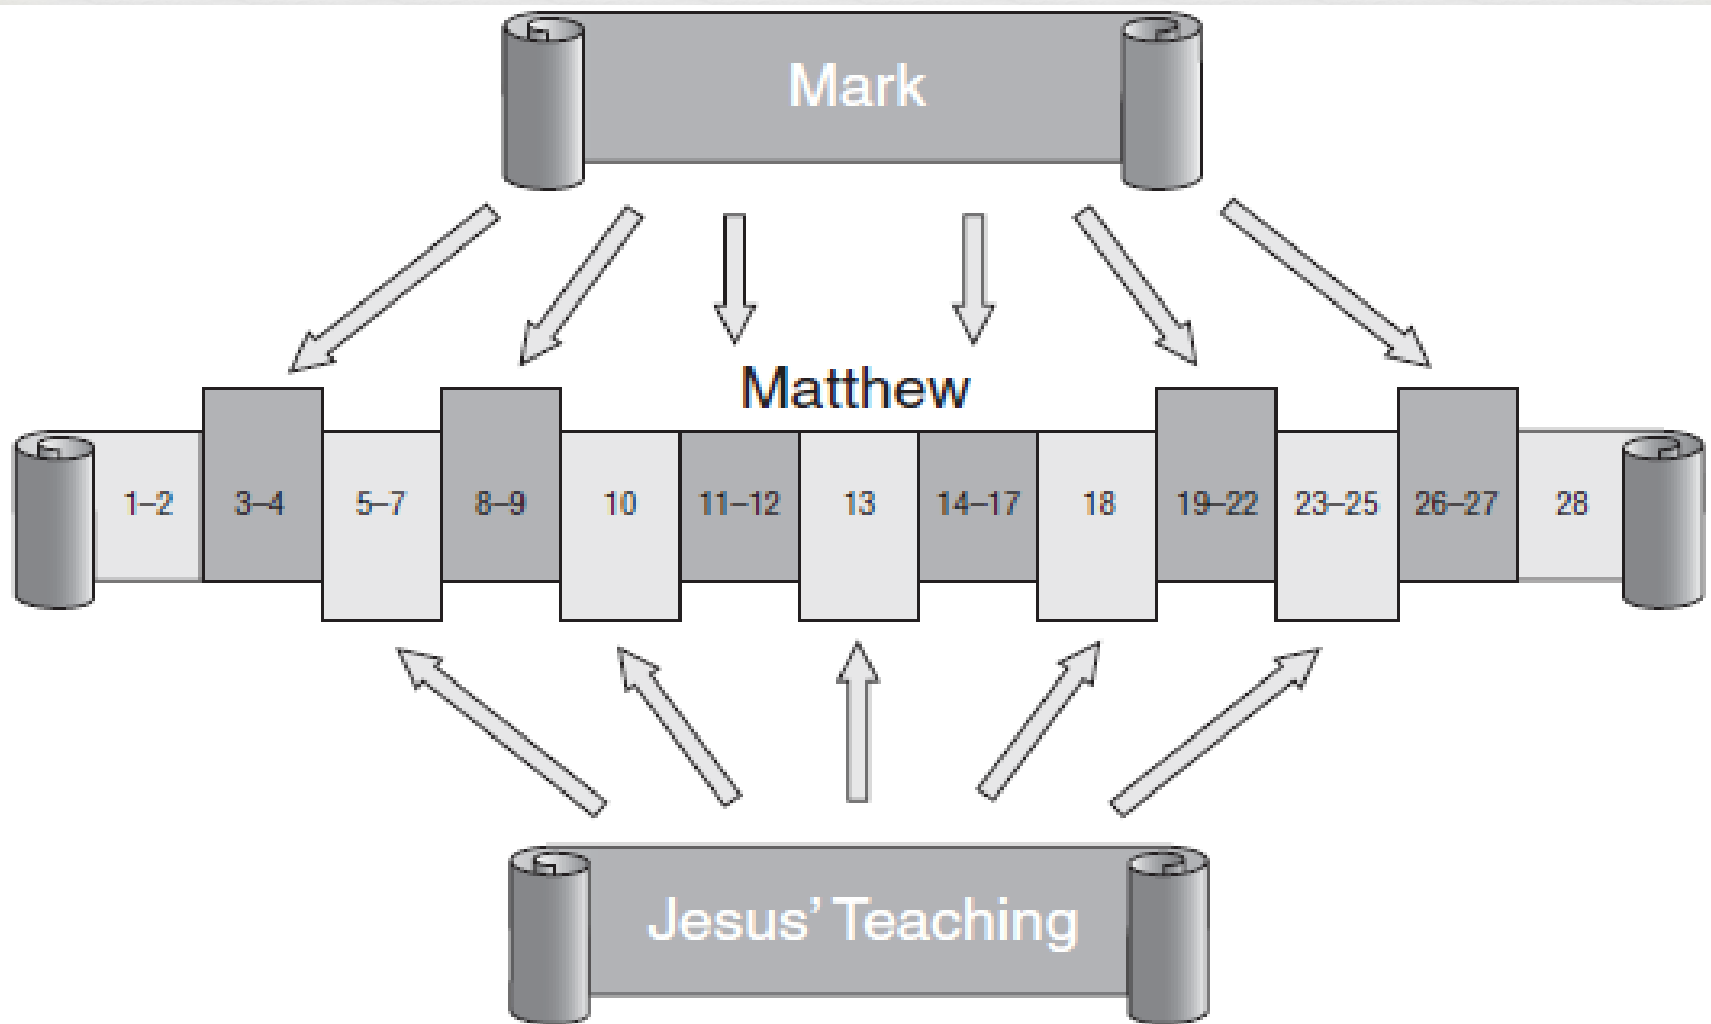 Mark
Matthew
1–2 3–4 5–7 8–9 10 11–12 13 14–17 18 19–22 23–25 26–27 28
Jesus’ Teaching